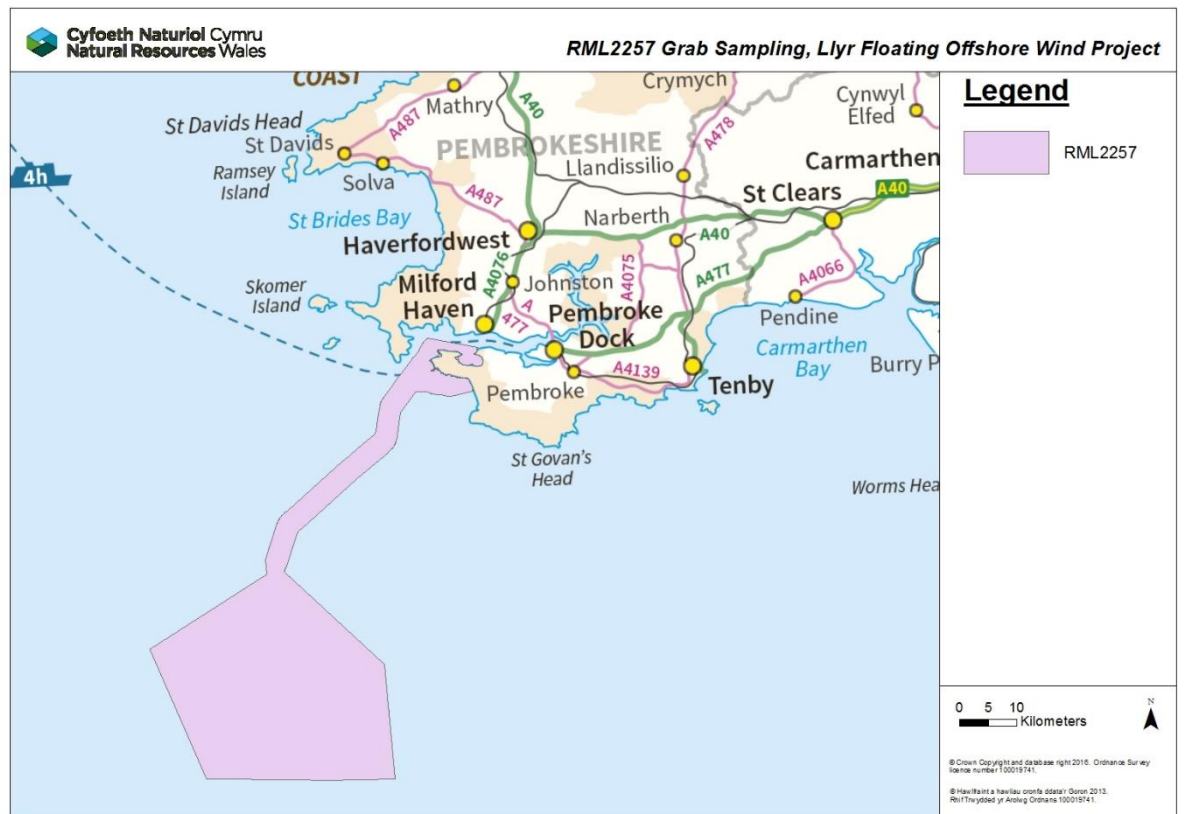 Cyfoeth Naturiol Cymru
Natural Resources Wales
RML2257 Grab Sampling, Llyr Floating Offshore Wind Project
COAST
Mathry
A40
Crymych
Cynwyl
Elfed
St Davids Head
St Davids
A487
PEMBROKESHIRE
A478
Llandissilio
Carmarthen
Ramsey
Island
Solva
4h
A487
St Clears
A40
St Brides Bay
Narberth
Haverfordwest
A40
A4076
A4075
A477
A4066
Skomer
Island
Milford
Haven
Johnston
A
477
Pembroke
Dock
Pendine
Carmarthen
Bay
Burry P
Pembroke
A4139
Tenby
St Govan's
Head
Worms Hea
Legend
RML2257
0 5 10
Kilometers
N
© Crown Copyright and database right 2016. Ordnance Survey
licence number 100019741.
© Hawlfraint a hawliau cronfa ddata'r Goron 2013.
Rhif Trwydded yr Arolwg Ordnans 100019741.